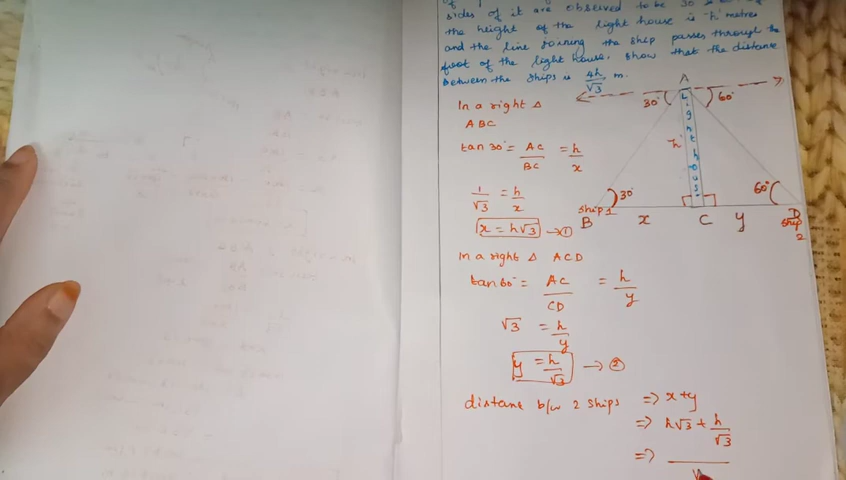 sides of it are observed to be 30
the height of the light house is h metres
and the line joining the ship passes through the
foot of the light house, show that the distance
between the ships is 4h/√3 m.
A
30° 60°
Light house
h
30° 60°
ship 1
B x C y D
ship 2
In a right Δ
ABC
tan 30° = AC/BC = h/x
1/√3 = h/x
x = h√3 → ①
In a right Δ ACD
tan 60° = AC/CD = h/y
√3 = h/y
y = h/√3 → ②
distance b/w 2 ships => x+y
=> h√3 + h/√3
=>